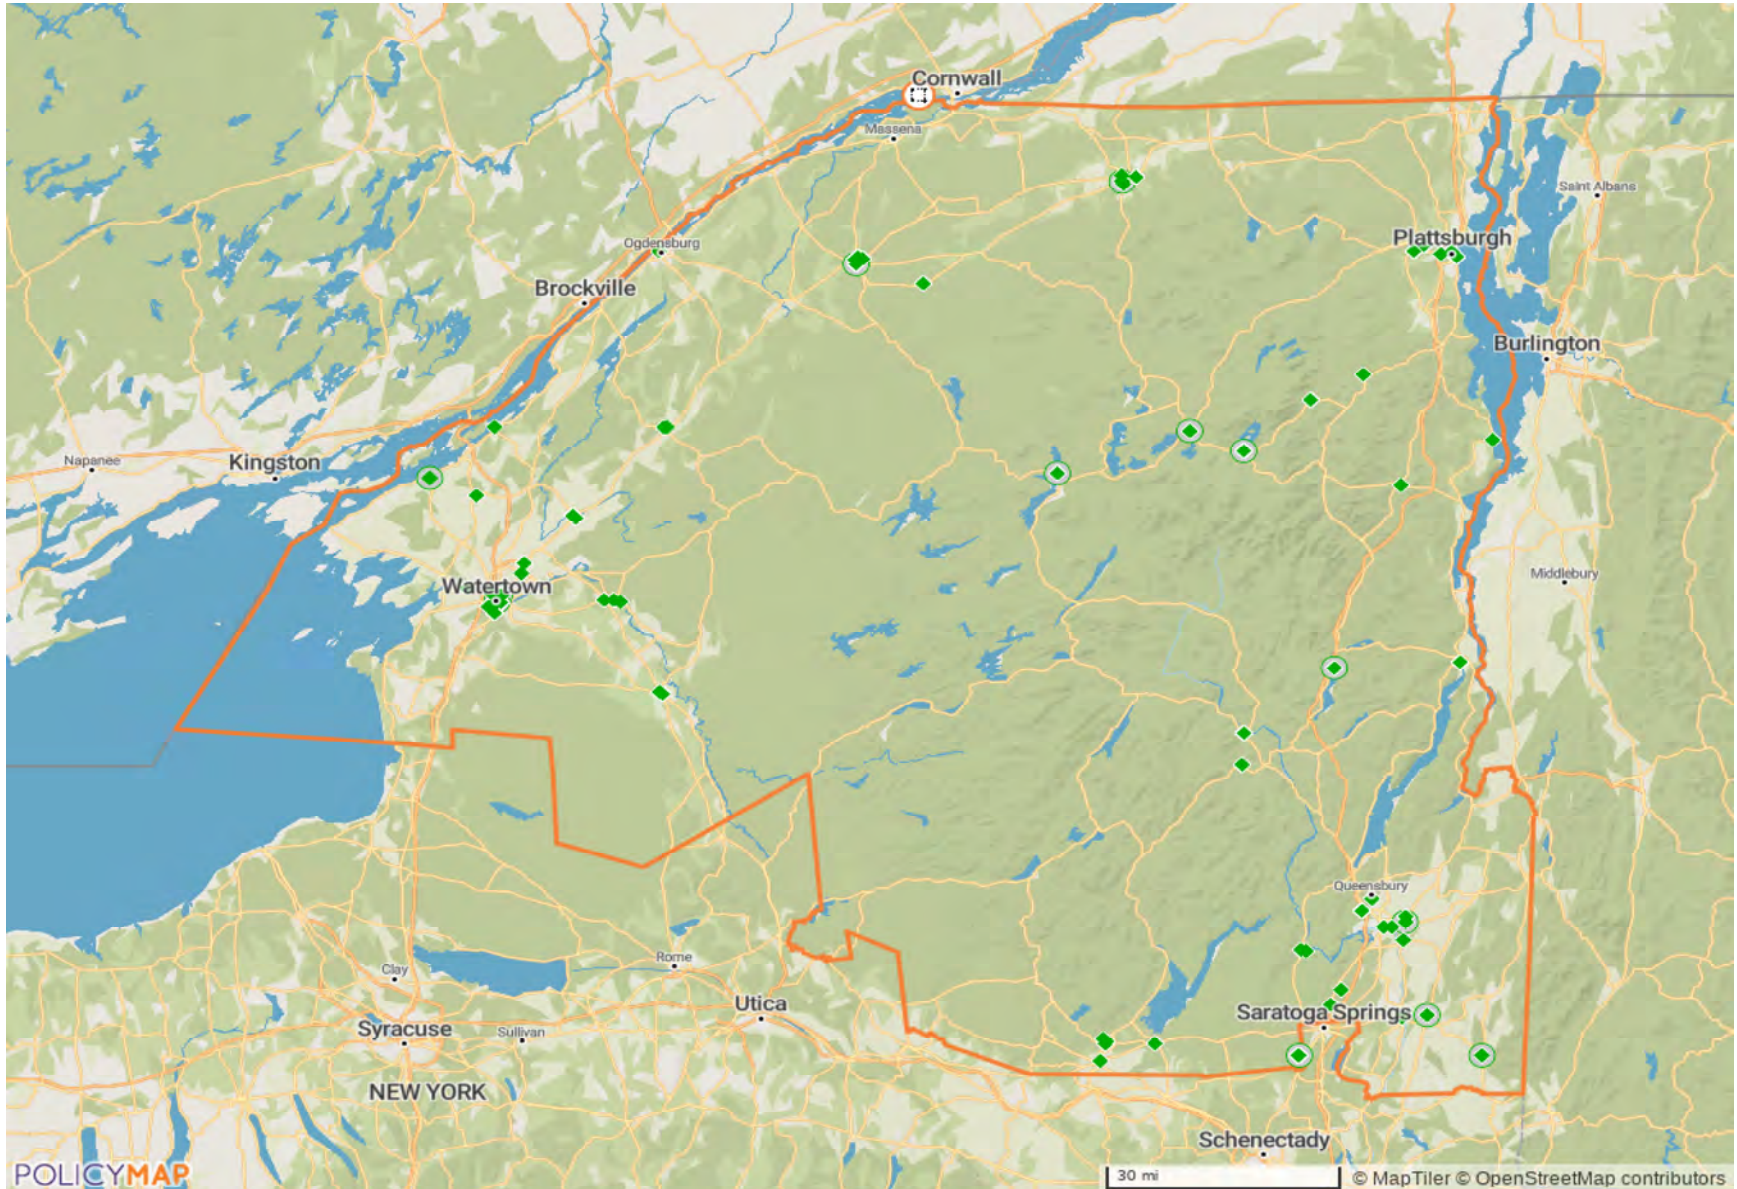 Cornwall
Massena
Saint Albans
Ogdensburg
Plattsburgh
Brockville
Burlington
Napanee
Kingston
Middlebury
Watertown
Queensbury
Rome
Clay
Utica
Saratoga Springs
Syracuse
Sullivan
NEW YORK
Schenectady
POLICYMAP
30 mi
© MapTiler © OpenStreetMap contributors